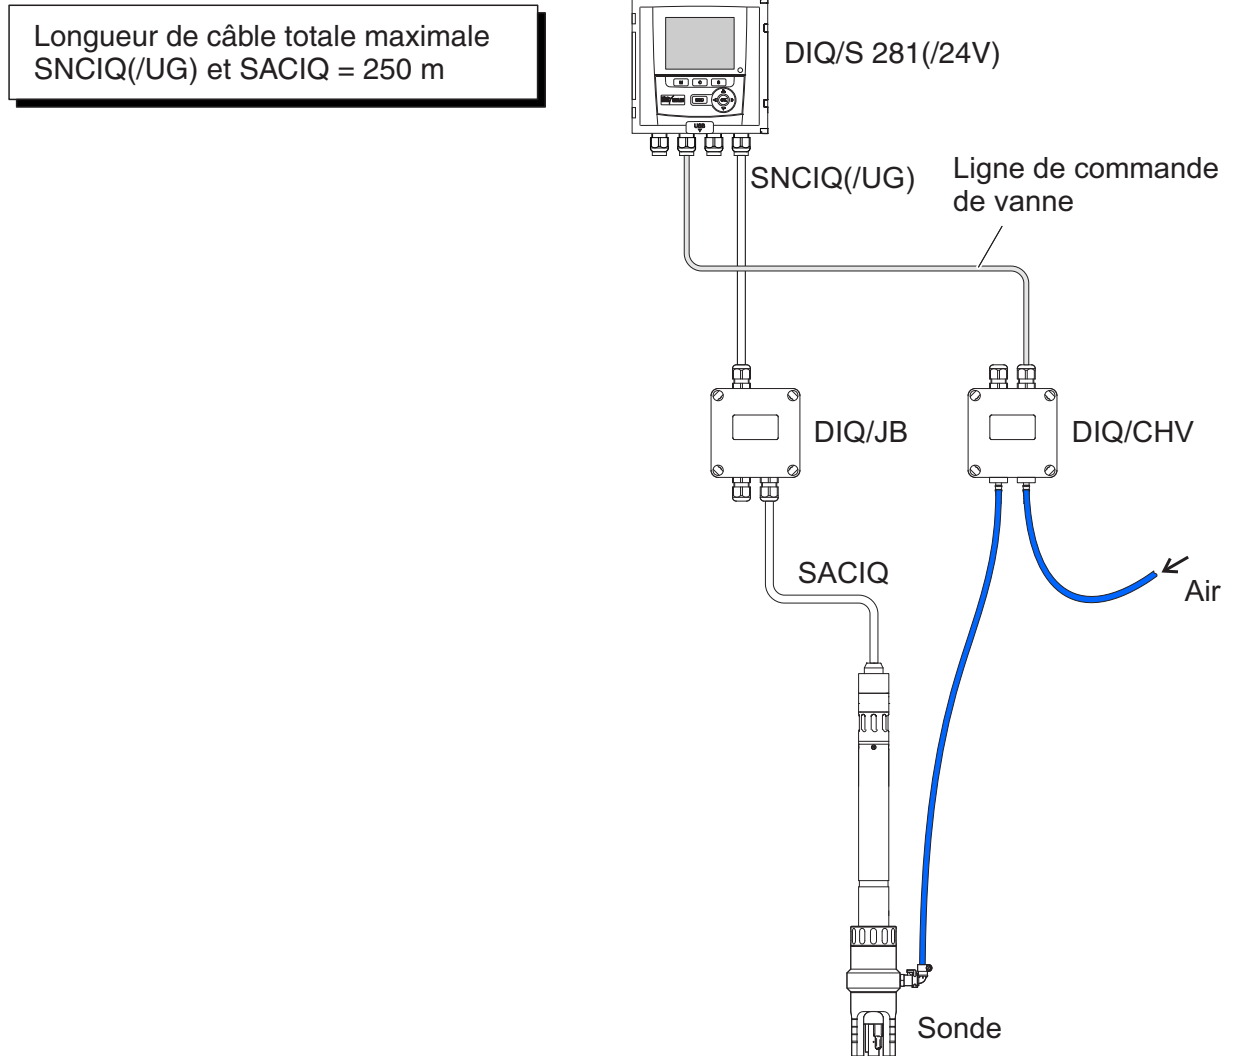 Longueur de câble totale maximale
SNCIQ(/UG) et SACIQ = 250 m
DIQ/S 281(/24V)
USB
SNCIQ(/UG)
Ligne de commande
de vanne
DIQ/JB
DIQ/CHV
SACIQ
Air
Sonde